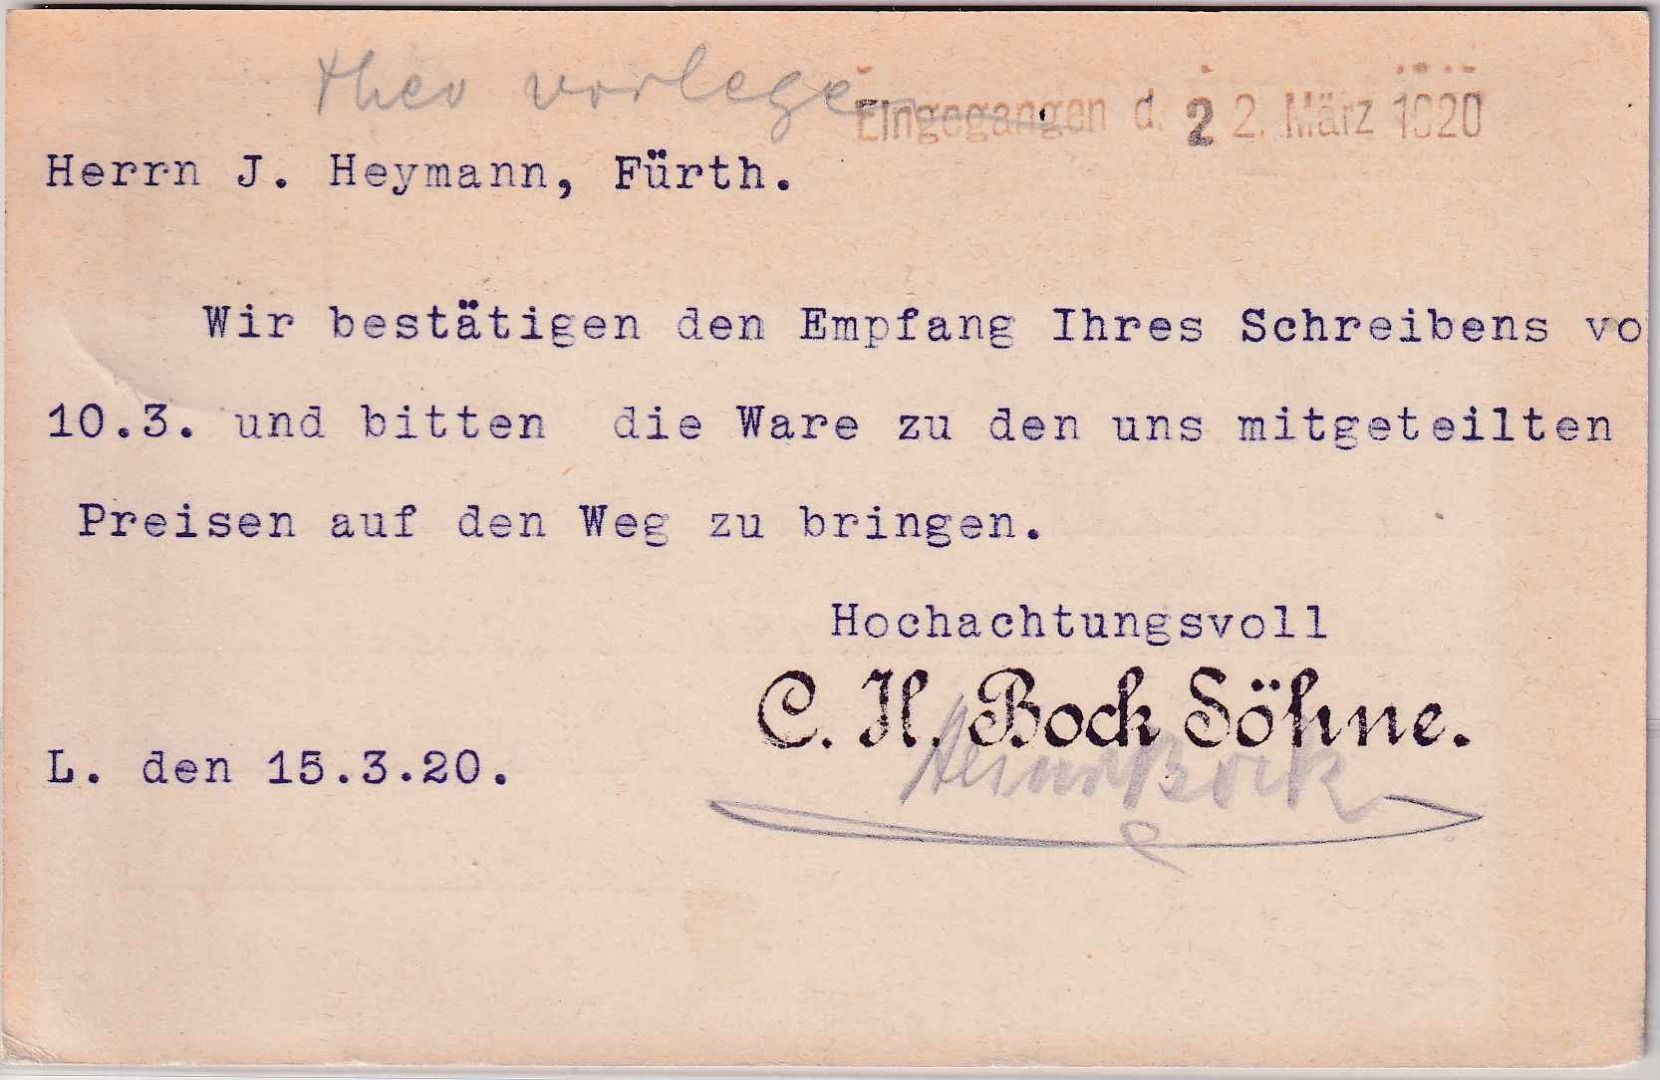 Theo vorlegen
Eingegangen d. 22. März 1920
Herrn J. Heymann, Fürth.
Wir bestätigen den Empfang Ihres Schreibens vo
10.3. und bitten die Ware zu den uns mitgeteilten
Preisen auf den Weg zu bringen.
Hochachtungsvoll
C. H. Bock Söhne.
Bock
L. den 15.3.20.